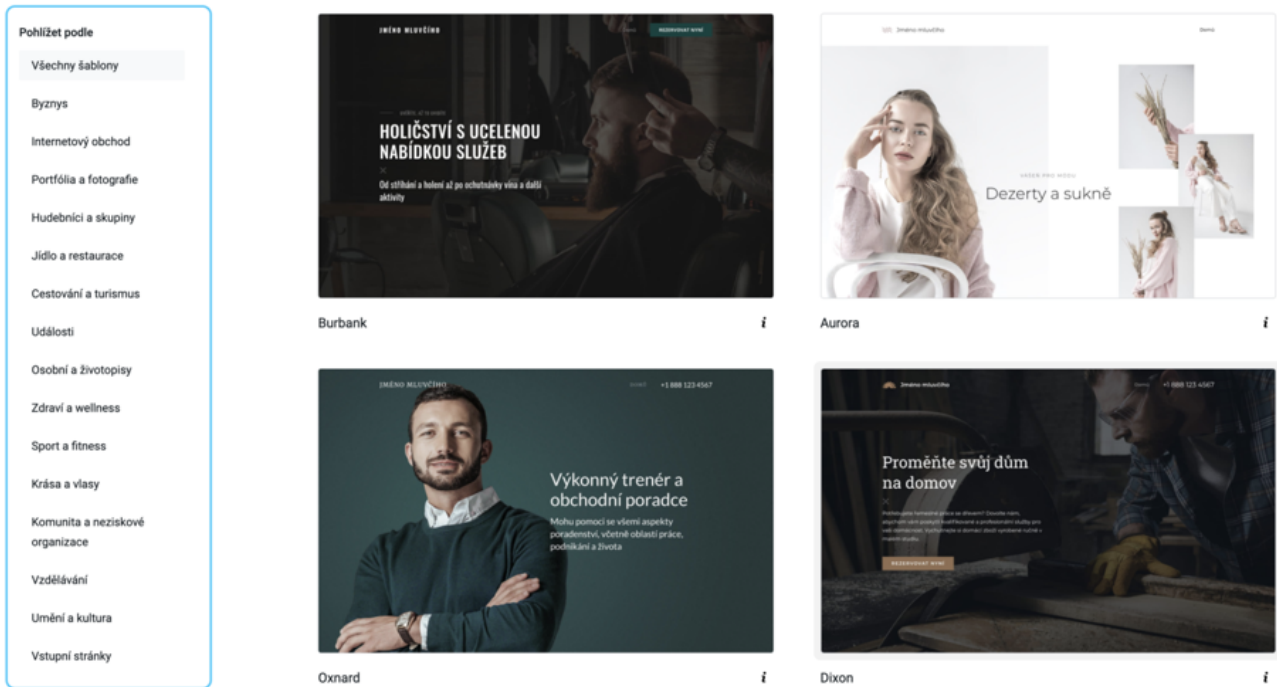 Pohlížet podle
Všechny šablony
Byznys
Internetový obchod
Portfólia a fotografie
Hudebníci a skupiny
Jídlo a restaurace
Cestování a turismus
Události
Osobní a životopisy
Zdraví a wellness
Sport a fitness
Krása a vlasy
Komunita a neziskové
organizace
Vzdělávání
Umění a kultura
Vstupní stránky
JMÉNO MLUVČÍHO
REZERVOVAT NYNÍ
HOLIČSTVÍ S UCELENOU
NABÍDKOU SLUŽEB
Od stříhání a holení až po ochutnávky vína a další
aktivity
Burbank
i
Jméno mluvčího
Demo
Dezerty a sukně
Aurora
i
JMÉNO MLUVČÍHO
+1 888 123 4567
Výkonný trenér a
obchodní poradce
Mohu pomoci se všemi aspekty
poradenství, včetně oblastí práce,
podnikání a života
Oxnard
i
Jméno mluvčího
Demo
+1 888 123 4567
Proměňte svůj dům
na domov
REZERVOVAT NYNÍ
Dixon
i